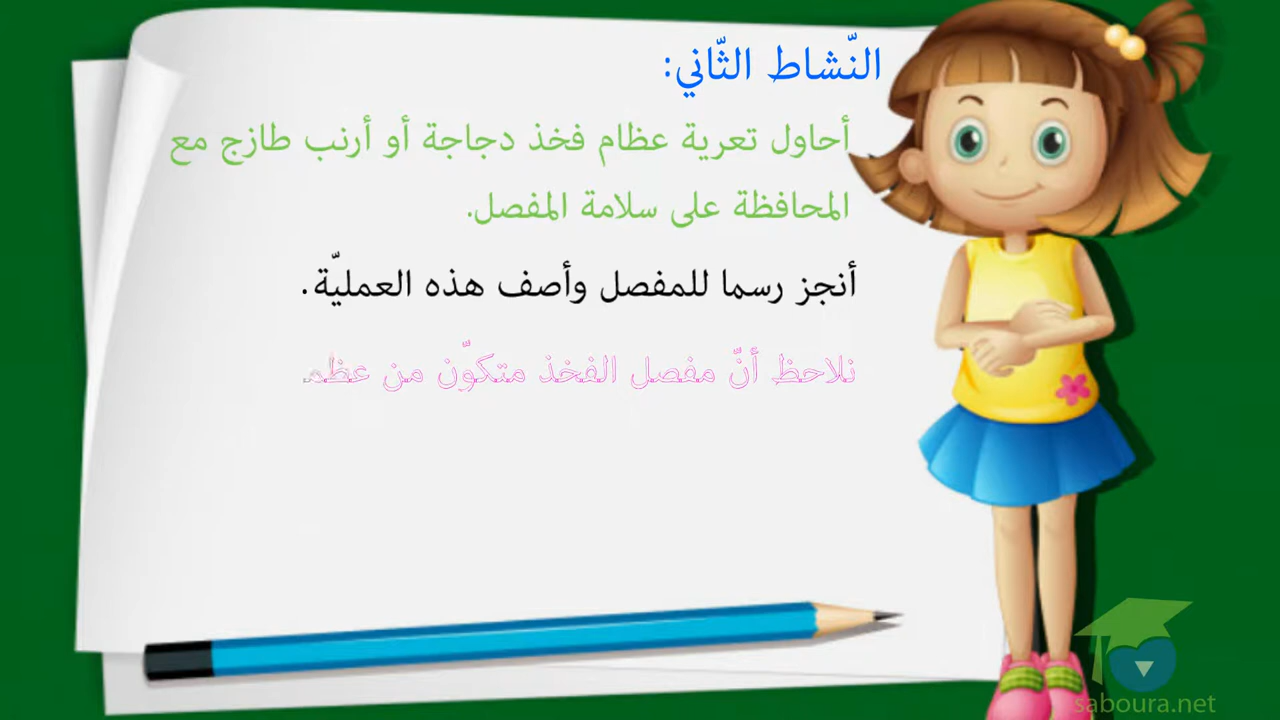 النّشاط الثّاني:
أحاول تعرية عظام فخذ دجاجة أو أرنب طازج مع
المحافظة على سلامة المفصل.
أنجز رسما للمفصل وأصف هذه العمليّة.
نلاحظ أنّ مفصل الفخذ متكوّن من عظم
saboura.net